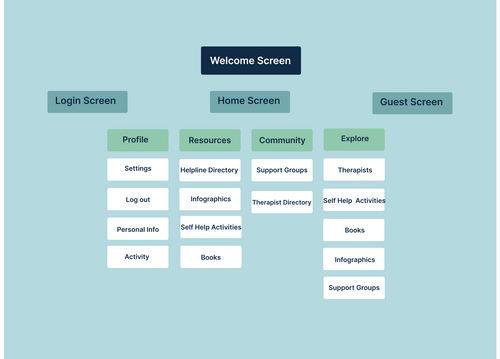 Welcome Screen
Login Screen
Home Screen
Guest Screen
Profile
Resources
Community
Explore
Settings
Helpline Directory
Support Groups
Therapists
Log out
Infographics
Therapist Directory
Self Help Activities
Personal Info
Self Help Activities
Books
Activity
Books
Infographics
Support Groups